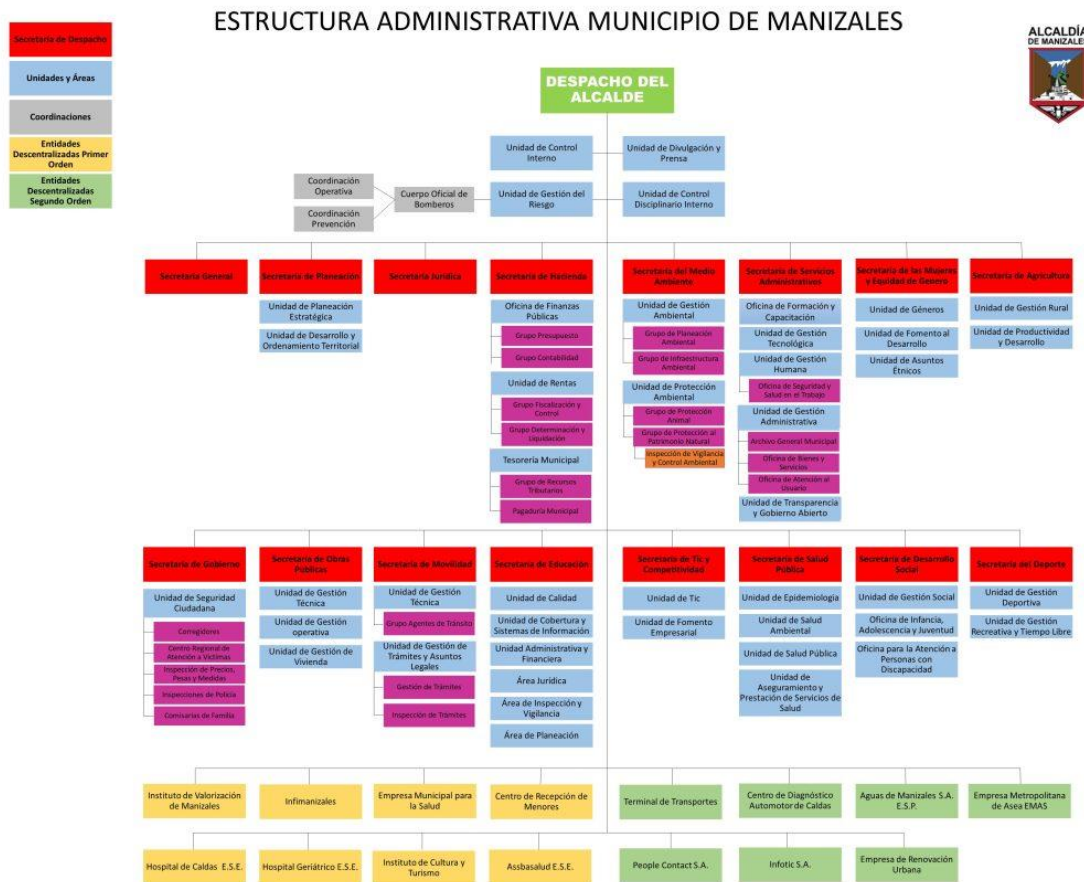 ESTRUCTURA ADMINISTRATIVA MUNICIPIO DE MANIZALES
ALCALDÍA
DE MANIZALES
Secretaría de Despacho
Unidades y Áreas
Coordinaciones
Entidades
Descentralizadas Primer
Orden
Entidades
Descentralizadas
Segundo Orden
DESPACHO DEL
ALCALDE
Unidad de Control
Interno
Unidad de Divulgación y
Prensa
Coordinación
Operativa
Coordinación
Prevención
Cuerpo Oficial de
Bomberos
Unidad de Gestión del
Riesgo
Unidad de Control
Disciplinario Interno
Secretaría General
Secretaría de Planeación
Unidad de Planeación
Estratégica
Unidad de Desarrollo y
Ordenamiento Territorial
Secretaría Jurídica
Secretaría de Hacienda
Oficina de Finanzas
Públicas
Grupo Presupuesto
Grupo Contabilidad
Unidad de Rentas
Grupo Fiscalización y
Control
Grupo Determinación y
Liquidación
Tesorería Municipal
Grupo de Recursos
Tributarios
Pagaduría Municipal
Secretaría del Medio
Ambiente
Unidad de Gestión
Ambiental
Grupo de Planeación
Ambiental
Grupo de Infraestructura
Ambiental
Unidad de Protección
Ambiental
Grupo de Protección
Animal
Grupo de Protección al
Patrimonio Natural
Inspección de Vigilancia
y Control Ambiental
Secretaría de Servicios
Administrativos
Oficina de Formación y
Capacitación
Unidad de Gestión
Tecnológica
Unidad de Gestión
Humana
Oficina de Seguridad y
Salud en el Trabajo
Unidad de Gestión
Administrativa
Archivo General Municipal
Oficina de Bienes y
Servicios
Oficina de Atención al
Usuario
Unidad de Transparencia
y Gobierno Abierto
Secretaría de las Mujeres
y Equidad de Genero
Unidad de Géneros
Unidad de Fomento al
Desarrollo
Unidad de Asuntos
Étnicos
Secretaría de Agricultura
Unidad de Gestión Rural
Unidad de Productividad
y Desarrollo
Secretaría de Gobierno
Unidad de Seguridad
Ciudadana
Corregidores
Centro Regional de
Atención a Víctimas
Inspección de Precios,
Pesas y Medidas
Inspecciones de Policía
Comisarías de Familia
Secretaría de Obras
Públicas
Unidad de Gestión
Técnica
Unidad de Gestión
operativa
Unidad de Gestión de
Vivienda
Secretaría de Movilidad
Unidad de Gestión
Técnica
Grupo Agentes de Tránsito
Unidad de Gestión de
Trámites y Asuntos
Legales
Gestión de Trámites
Inspección de Trámites
Secretaría de Educación
Unidad de Calidad
Unidad de Cobertura y
Sistemas de Información
Unidad Administrativa y
Financiera
Área Jurídica
Área de Inspección y
Vigilancia
Área de Planeación
Secretaría de Tic y
Competitividad
Unidad de Tic
Unidad de Fomento
Empresarial
Secretaría de Salud
Pública
Unidad de Epidemiología
Unidad de Salud
Ambiental
Unidad de Salud Pública
Unidad de
Aseguramiento y
Prestación de Servicios de
Salud
Secretaría de Desarrollo
Social
Unidad de Gestión Social
Oficina de Infancia,
Adolescencia y Juventud
Oficina para la Atención a
Personas con
Discapacidad
Secretaría del Deporte
Unidad de Gestión
Deportiva
Unidad de Gestión
Recreativa y Tiempo Libre
Instituto de Valorización
de Manizales
Infimanizales
Empresa Municipal para
la Salud
Centro de Recepción de
Menores
Terminal de Transportes
Centro de Diagnóstico
Automotor de Caldas
Aguas de Manizales S.A.
E.S.P.
Empresa Metropolitana
de Asea EMAS
Hospital de Caldas E.S.E.
Hospital Geriátrico E.S.E.
Instituto de Cultura y
Turismo
Assbasalud E.S.E.
People Contact S.A.
Infotic S.A.
Empresa de Renovación
Urbana